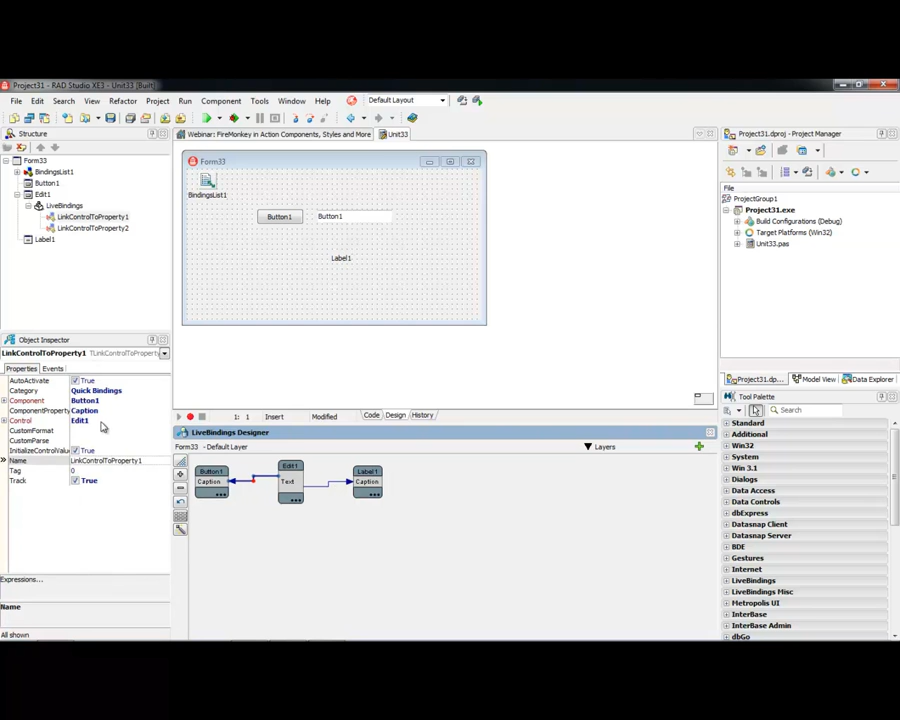 Project31 - RAD Studio XE3 - Unit33 [Built]
File Edit Search View Refactor Project Run Component Tools Window Help Default Layout
Structure
Form33
BindingsList1
Button1
Edit1
LiveBindings
LinkControlToProperty1
LinkControlToProperty2
Label1
Webinar: FireMonkey in Action Components, Styles and More Unit33
Form33
BindingsList1
Button1 Button1
Label1
Project31.dproj - Project Manager
File
ProjectGroup1
Project31.exe
Build Configurations (Debug)
Target Platforms (Win32)
Unit33.pas
Project31.dp... Model View Data Explorer
Object Inspector
LinkControlToProperty1 TLinkControlToProperty
Properties Events
AutoActivate True
Category Quick Bindings
Component Button1
ComponentProperty Caption
Control Edit1
CustomFormat
CustomParse
InitializeControlValu True
Name LinkControlToProperty1
Tag 0
Track True
Expressions...
Name
All shown
1: 1 Insert Modified Code Design History
LiveBindings Designer
Form33 - Default Layer Layers
Button1
Caption
Edit1
Text
Label1
Caption
Tool Palette
Search
Standard
Additional
Win32
System
Win 3.1
Dialogs
Data Access
Data Controls
dbExpress
Datasnap Client
Datasnap Server
BDE
Gestures
Internet
LiveBindings
LiveBindings Misc
Metropolis UI
InterBase
InterBase Admin
dbGo